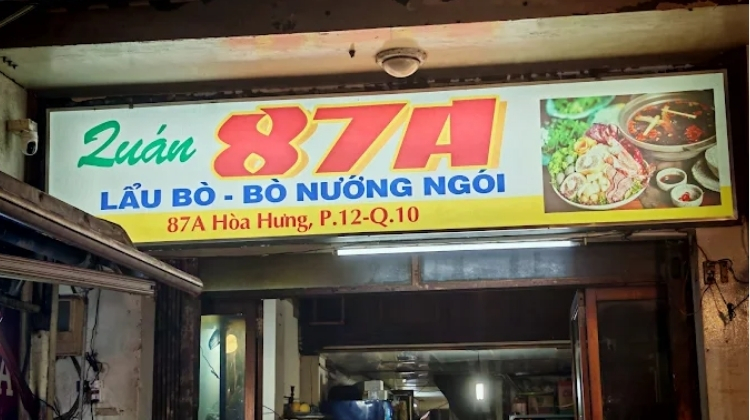 Quán 87A
LẨU BÒ - BÒ NƯỚNG NGÓI
87A Hòa Hưng, P.12-Q.10